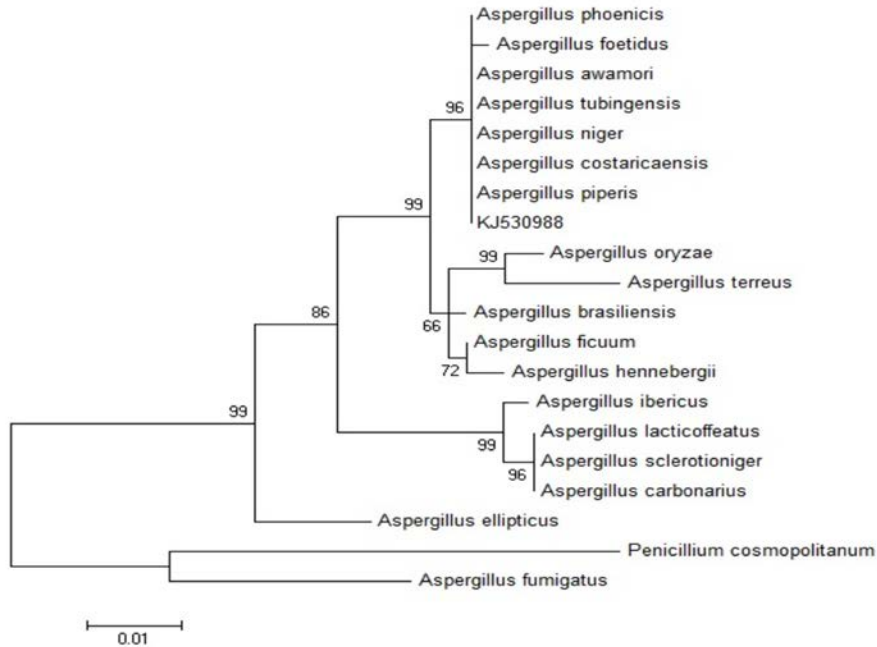 Aspergillus phoenicis
Aspergillus foetidus
Aspergillus awamori
96
Aspergillus tubingensis
Aspergillus niger
Aspergillus costaricaensis
Aspergillus piperis
99
KJ530988
99
Aspergillus oryzae
Aspergillus terreus
86
Aspergillus brasiliensis
66
Aspergillus ficuum
72
Aspergillus hennebergii
Aspergillus ibericus
99
99
Aspergillus lacticoffeatus
Aspergillus sclerotioniger
96
Aspergillus carbonarius
Aspergillus ellipticus
Penicillium cosmopolitanum
Aspergillus fumigatus
0.01